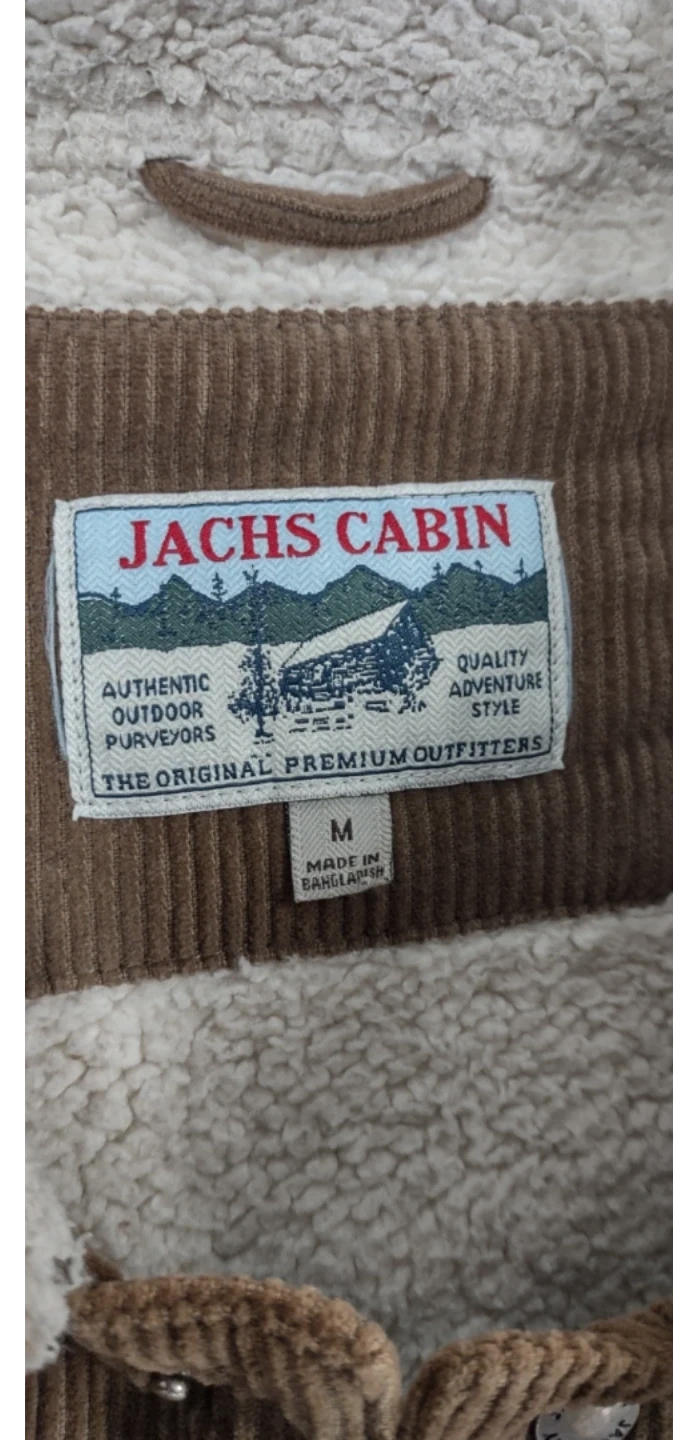 JACHS CABIN
AUTHENTIC
OUTDOOR
PURVEYORS
QUALITY
ADVENTURE
STYLE
THE ORIGINAL PREMIUM OUTFITTERS
M
MADE IN
BANGLADESH